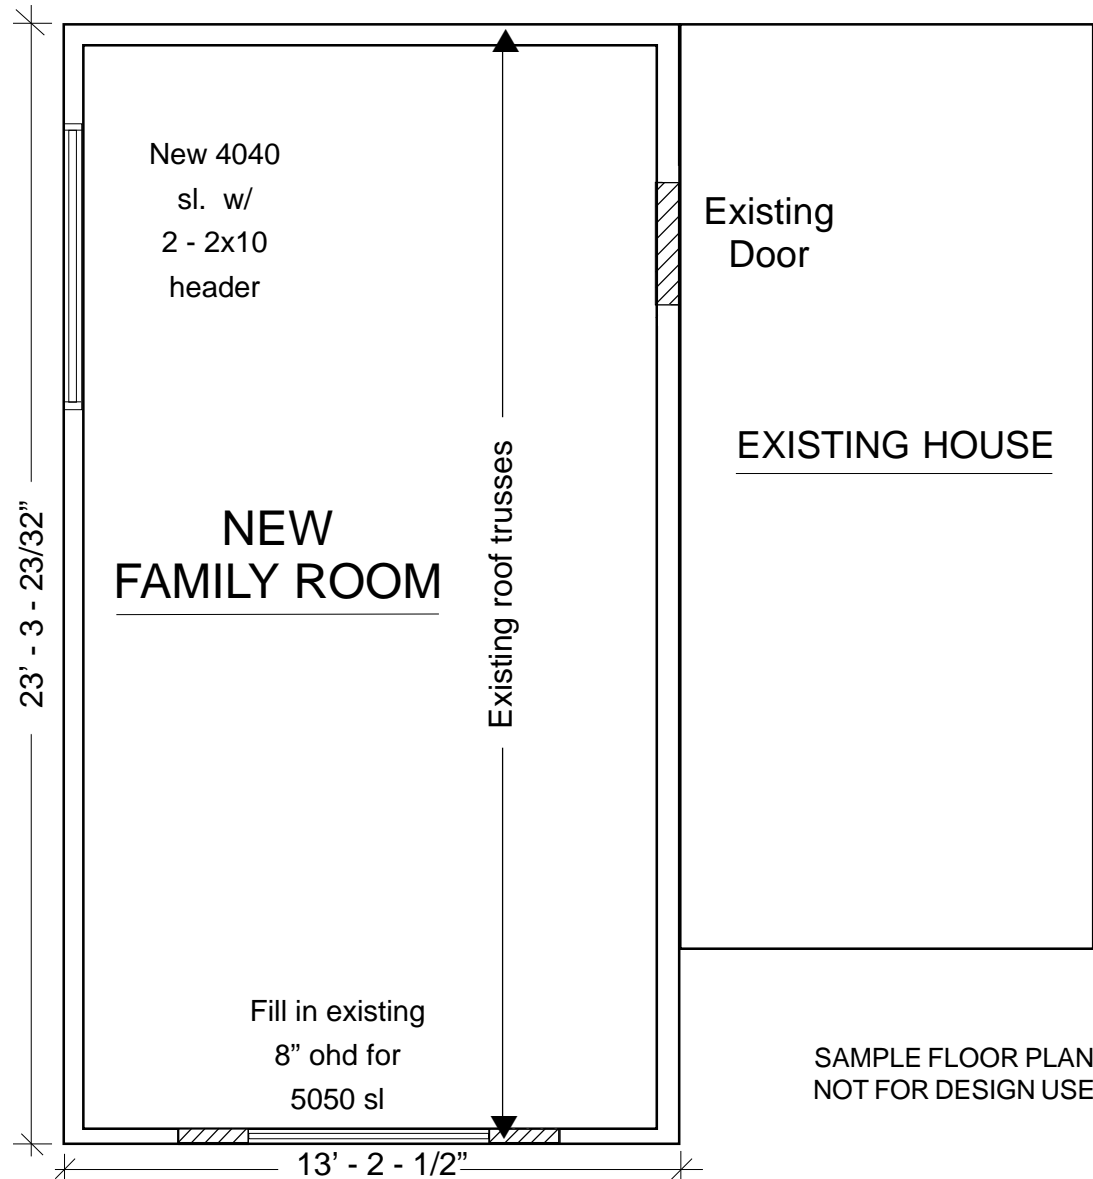 New 4040
sl. w/
2 - 2x10
header
Existing
Door
EXISTING HOUSE
NEW
FAMILY ROOM
Existing roof trusses
23’ - 3 - 23/32”
Fill in existing
8” ohd for
5050 sl
SAMPLE FLOOR PLAN
NOT FOR DESIGN USE
13’ - 2 - 1/2”